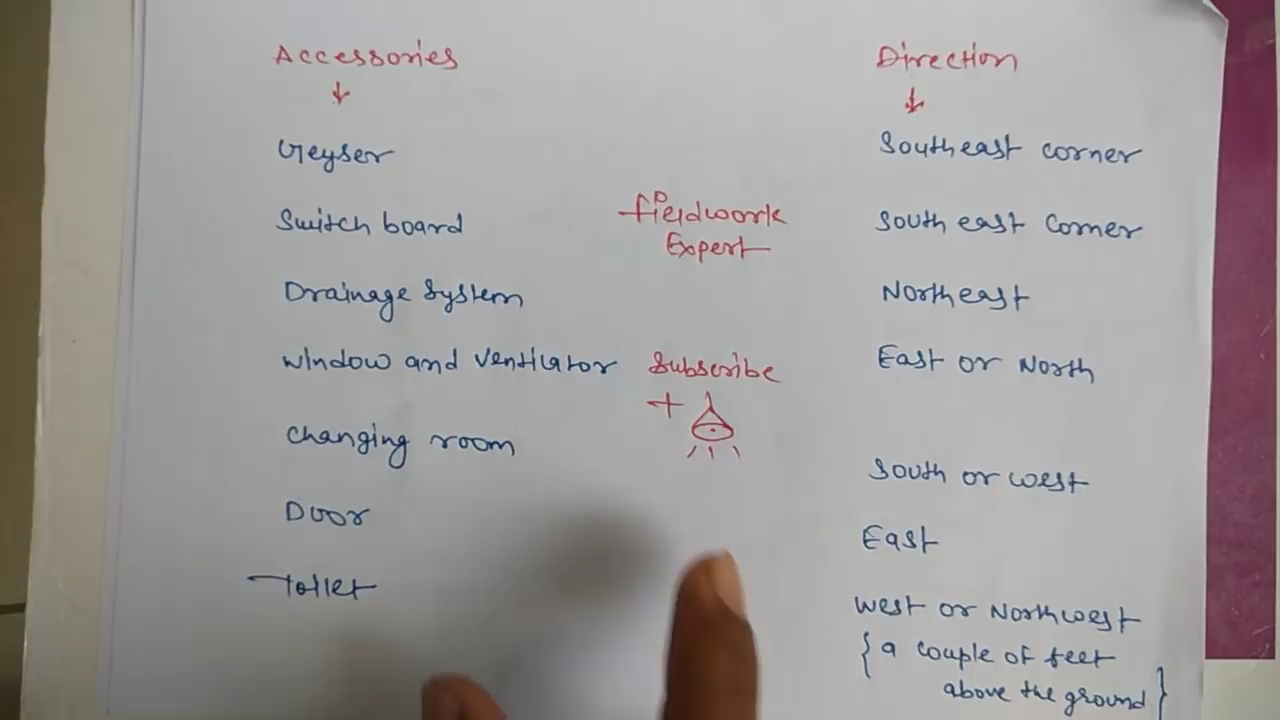 Accessories Direction
Geyser Southeast corner
Switch board South east Corner
Fieldwork
Expert
Drainage System Northeast
Window and Ventilator Subscribe East or North
+
Changing room South or west
Door East
Toilet West or Northwest
{a couple of feet
above the ground}